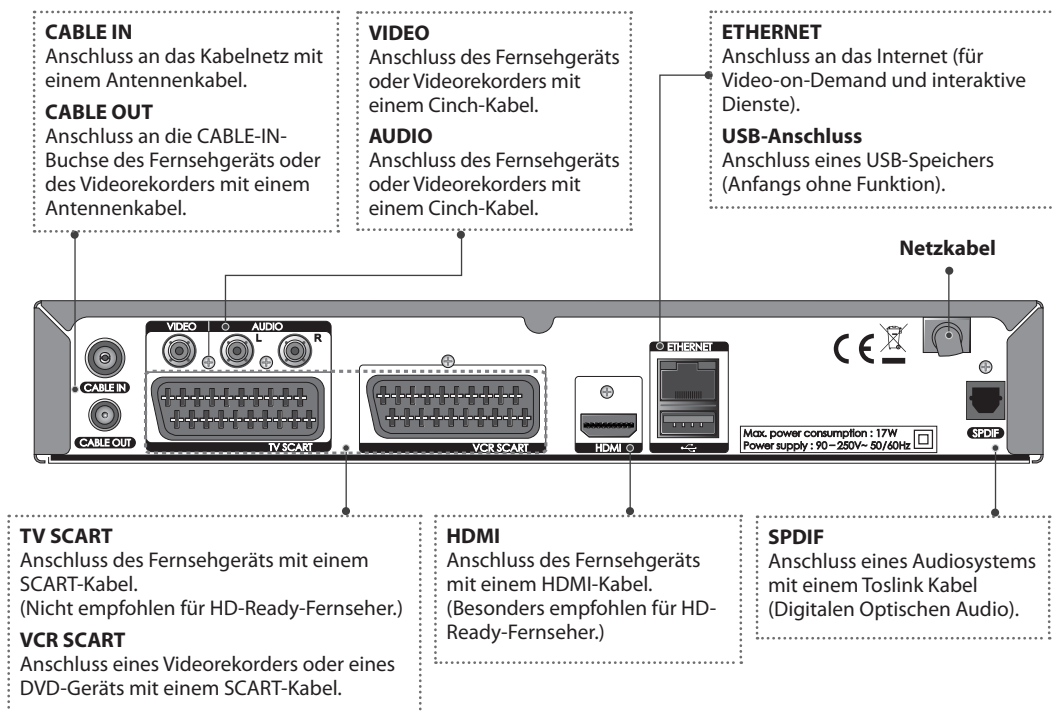 CABLE IN
Anschluss an das Kabelnetz mit
einem Antennenkabel.
CABLE OUT
Anschluss an die CABLE-IN-
Buchse des Fernsehgeräts oder
des Videorekorders mit einem
Antennenkabel.
VIDEO
Anschluss des Fernsehgeräts
oder Videorekorders mit
einem Cinch-Kabel.
AUDIO
Anschluss des Fernsehgeräts
oder Videorekorders mit
einem Cinch-Kabel.
ETHERNET
Anschluss an das Internet (für
Video-on-Demand und interaktive
Dienste).
USB-Anschluss
Anschluss eines USB-Speichers
(Anfangs ohne Funktion).
Netzkabel
VIDEO
AUDIO
L
R
CABLE IN
CABLE OUT
TV SCART
VCR SCART
HDMI
ETHERNET
CE
Max. power consumption : 17W
Power supply : 90–250V~ 50/60Hz
SPDIF
TV SCART
Anschluss des Fernsehgeräts mit einem
SCART-Kabel.
(Nicht empfohlen für HD-Ready-Fernseher.)
VCR SCART
Anschluss eines Videorekorders oder eines
DVD-Geräts mit einem SCART-Kabel.
HDMI
Anschluss des Fernsehgeräts
mit einem HDMI-Kabel.
(Besonders empfohlen für HD-
Ready-Fernseher.)
SPDIF
Anschluss eines Audiosystems
mit einem Toslink Kabel
(Digitalen Optischen Audio).